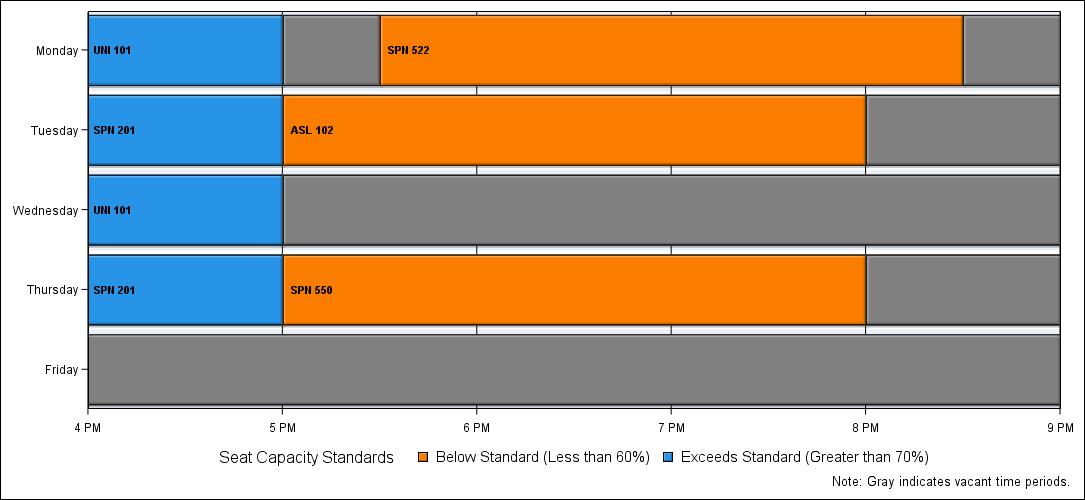 Monday UNI 101 SPN 522
Tuesday SPN 201 ASL 102
Wednesday UNI 101
Thursday SPN 201 SPN 550
Friday
4 PM 5 PM 6 PM 7 PM 8 PM 9 PM
Seat Capacity Standards Below Standard (Less than 60%) Exceeds Standard (Greater than 70%)
Note: Gray indicates vacant time periods.